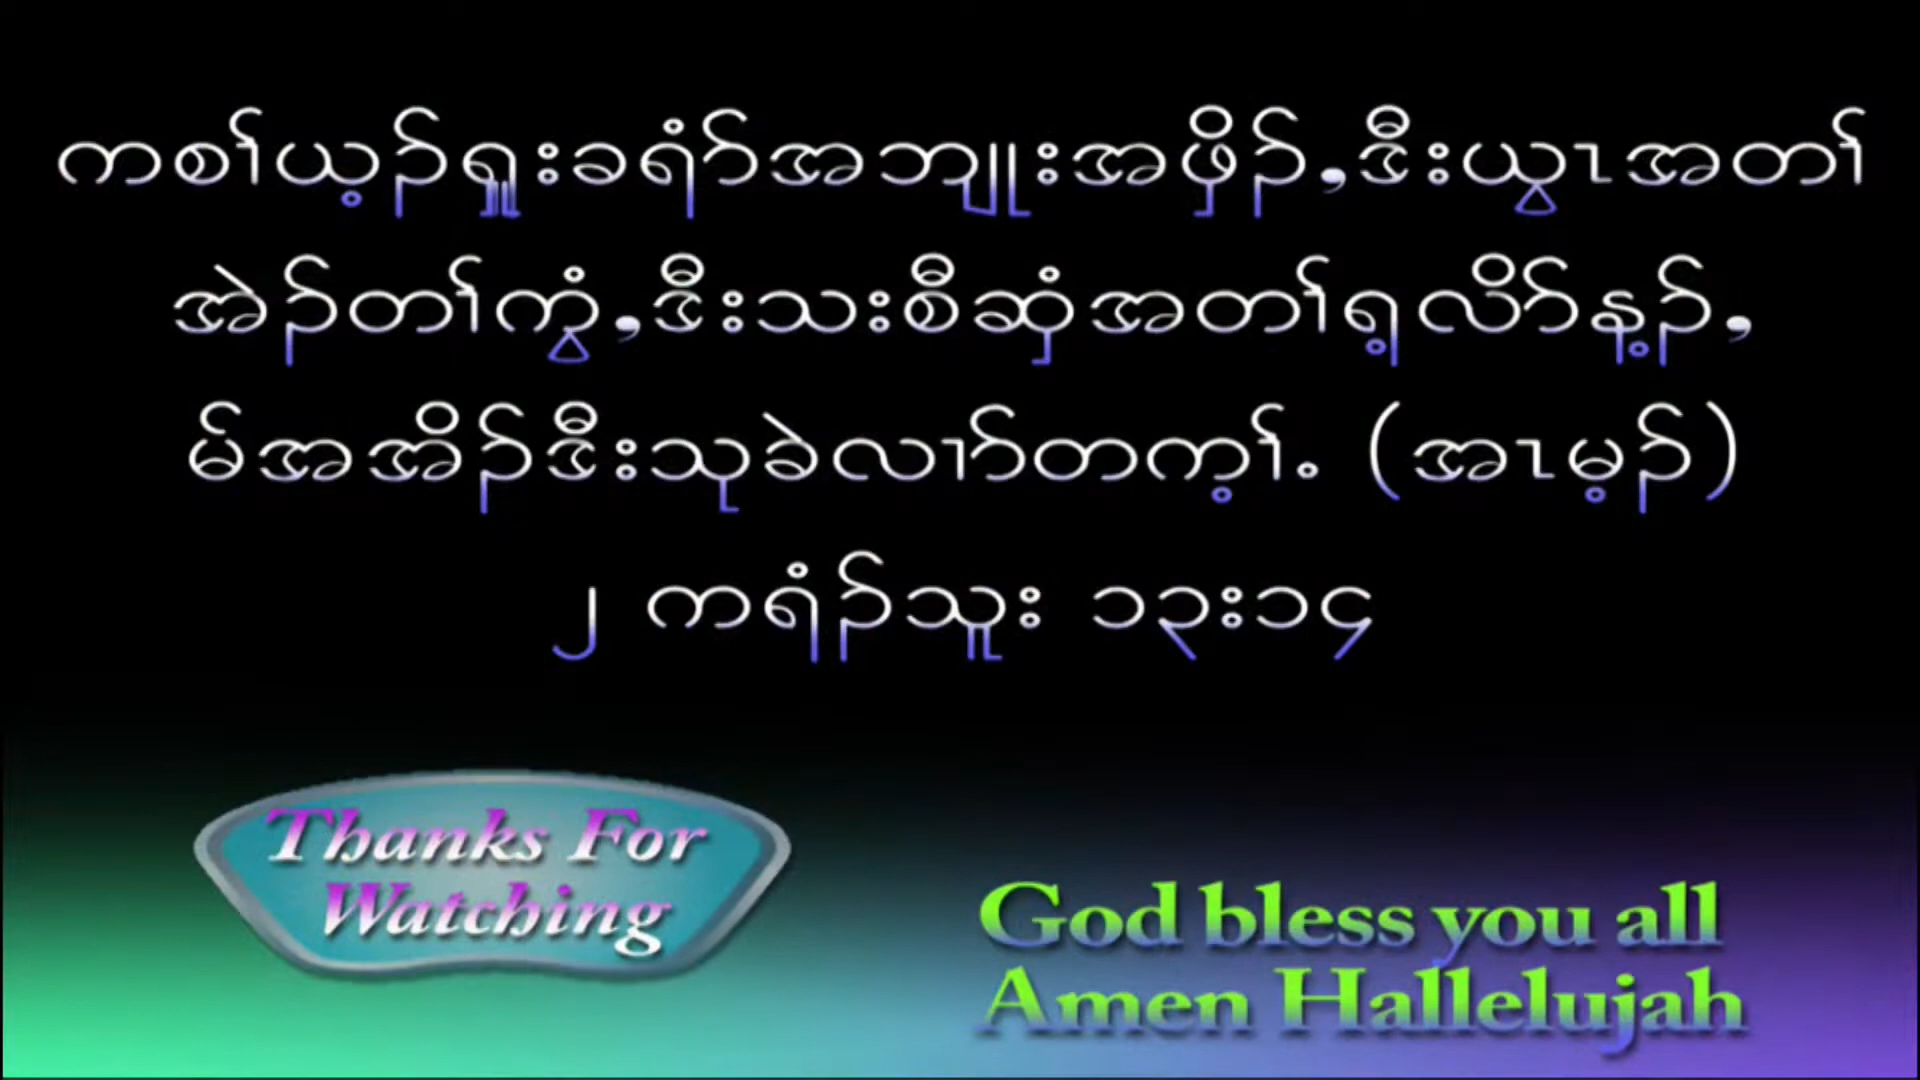 ကစၢ်ယ့ၣ်ရှူးခရံာ်အဘျုးအဖှိၣ်,ဒီးယွၤအတၢ်
အဲၣ်တၢ်ကွံ,ဒီးသးစီဆှံအတၢ်ရ့လိာ်န့ၣ်,
မ်အအိၣ်ဒီးသုခဲလၢာ်တက့ၢ်. (အၤမ့ၣ်)
၂ ကရံၣ်သူး ၁၃း၁၄
Thanks For
Watching
God bless you all
Amen Hallelujah